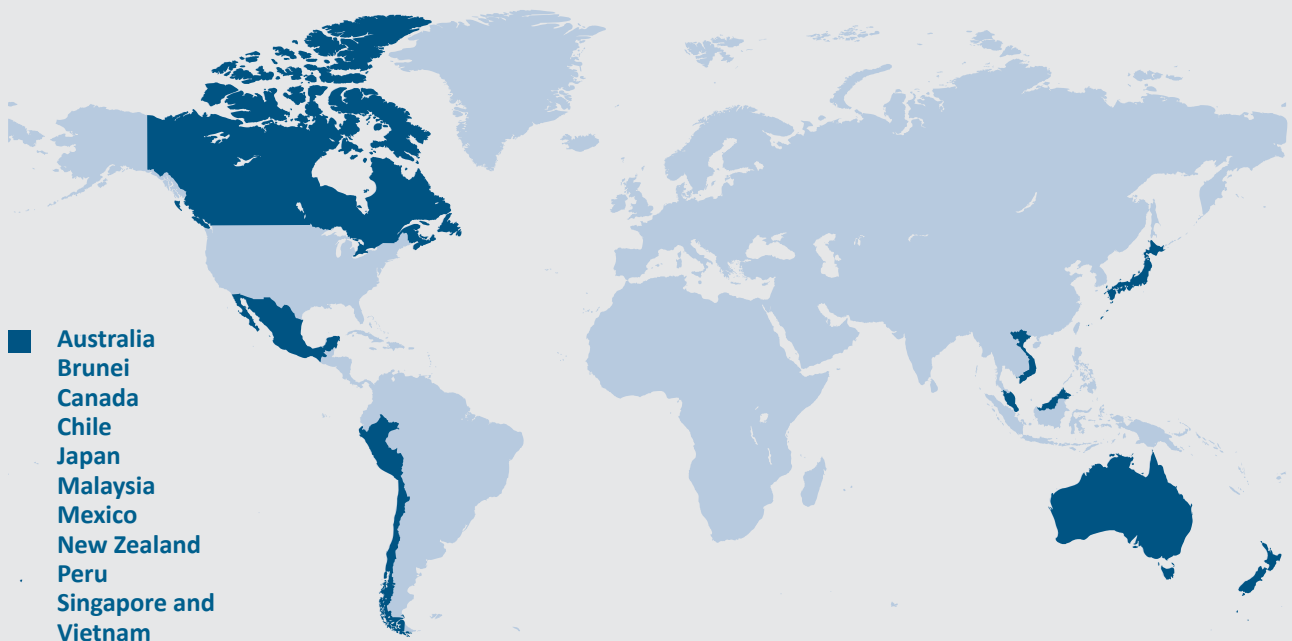 Australia
Brunei
Canada
Chile
Japan
Malaysia
Mexico
New Zealand
Peru
Singapore and
Vietnam